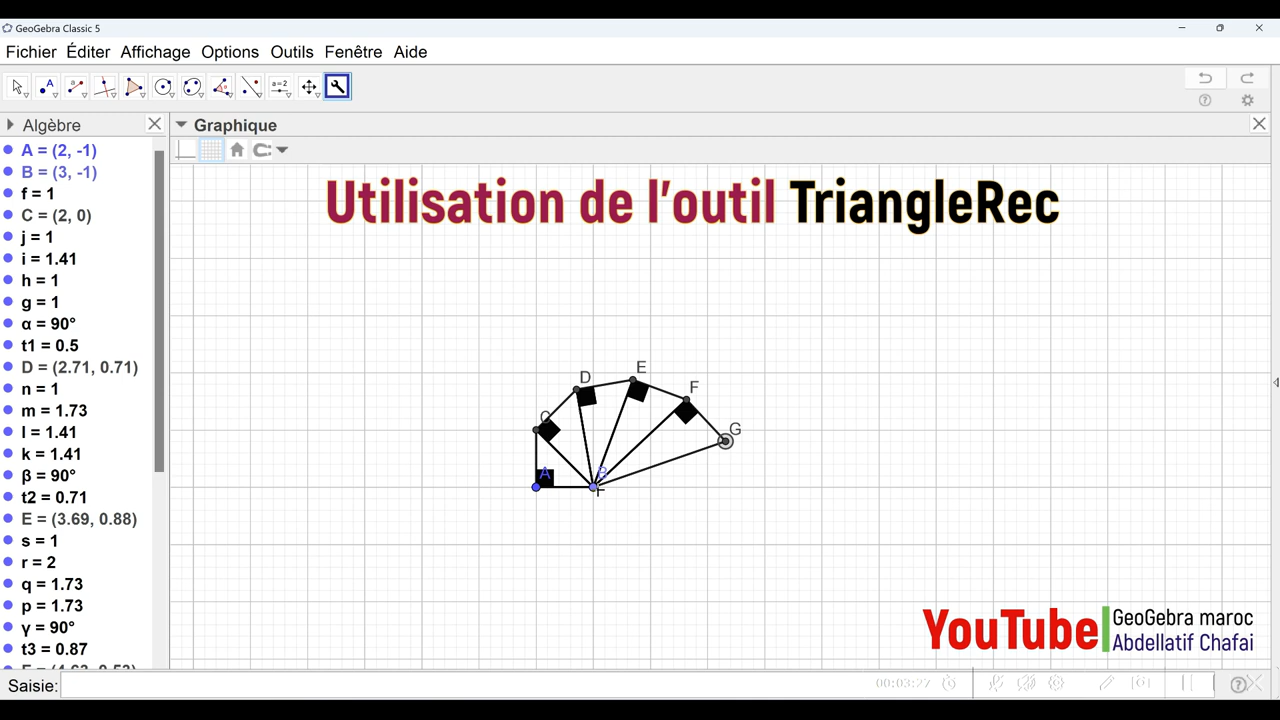 GeoGebra Classic 5
Fichier Éditer Affichage Options Outils Fenêtre Aide
A
a=2
Algèbre
Graphique
A = (2, -1)
B = (3, -1)
f = 1
C = (2, 0)
j = 1
i = 1.41
h = 1
g = 1
α = 90°
t1 = 0.5
D = (2.71, 0.71)
n = 1
m = 1.73
l = 1.41
k = 1.41
β = 90°
t2 = 0.71
E = (3.69, 0.88)
s = 1
r = 2
q = 1.73
p = 1.73
γ = 90°
t3 = 0.87
Utilisation de l'outil TriangleRec
E
D
F
C
G
A
B
YouTube
GeoGebra maroc
Abdellatif Chafai
Saisie:
00:03:27